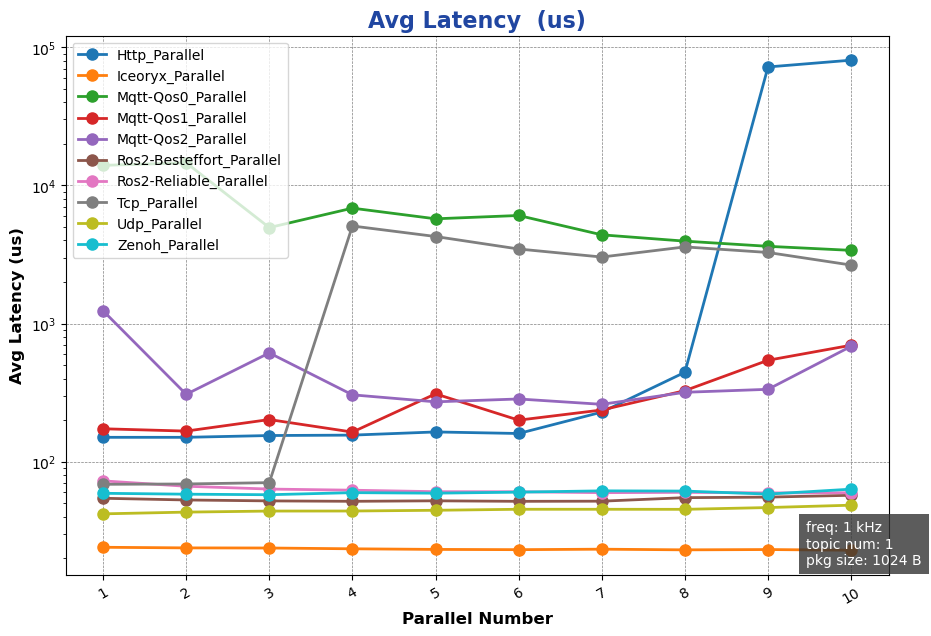 Avg Latency  (us)
10^5
10^4
10^3
10^2
Avg Latency (us)
Http_Parallel
Iceoryx_Parallel
Mqtt-Qos0_Parallel
Mqtt-Qos1_Parallel
Mqtt-Qos2_Parallel
Ros2-Besteffort_Parallel
Ros2-Reliable_Parallel
Tcp_Parallel
Udp_Parallel
Zenoh_Parallel
freq: 1 kHz
topic num: 1
pkg size: 1024 B
1 2 3 4 5 6 7 8 9 10
Parallel Number